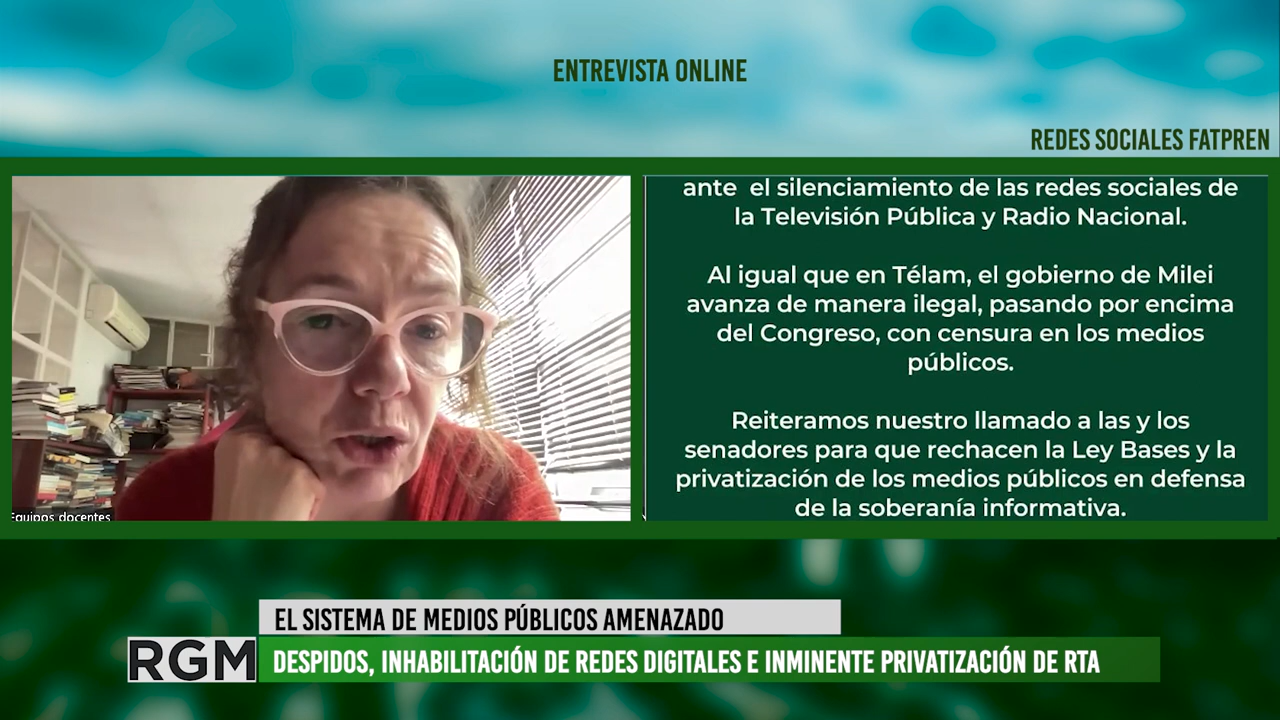 ENTREVISTA ONLINE
REDES SOCIALES FATPREN
ante el silenciamiento de las redes sociales de
la Televisión Pública y Radio Nacional.
Al igual que en Télam, el gobierno de Milei
avanza de manera ilegal, pasando por encima
del Congreso, con censura en los medios
públicos.
Reiteramos nuestro llamado a las y los
senadores para que rechacen la Ley Bases y la
privatización de los medios públicos en defensa
de la soberanía informativa.
Equipos docentes
EL SISTEMA DE MEDIOS PÚBLICOS AMENAZADO
RGM
DESPIDOS, INHABILITACIÓN DE REDES DIGITALES E INMINENTE PRIVATIZACIÓN DE RTA